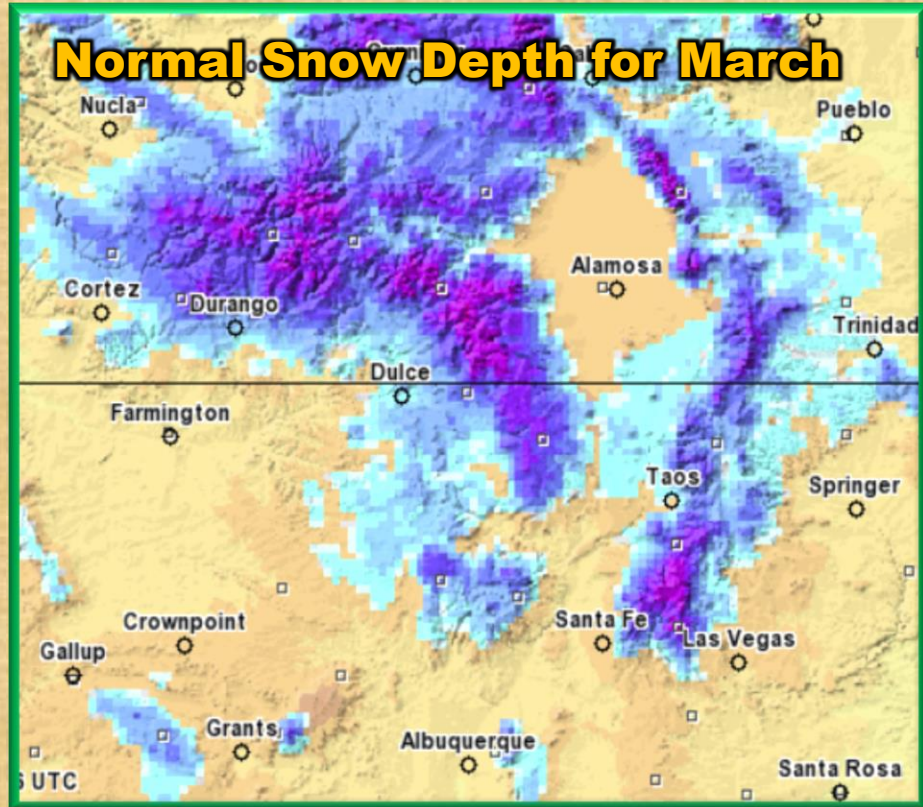 Normal Snow Depth for March
Nucla
Pueblo
Alamosa
Cortez
Durango
Trinidad
Dulce
Farmington
Taos
Springer
Crownpoint
Santa Fe
Gallup
Las Vegas
Grants
Albuquerque
Santa Rosa
UTC